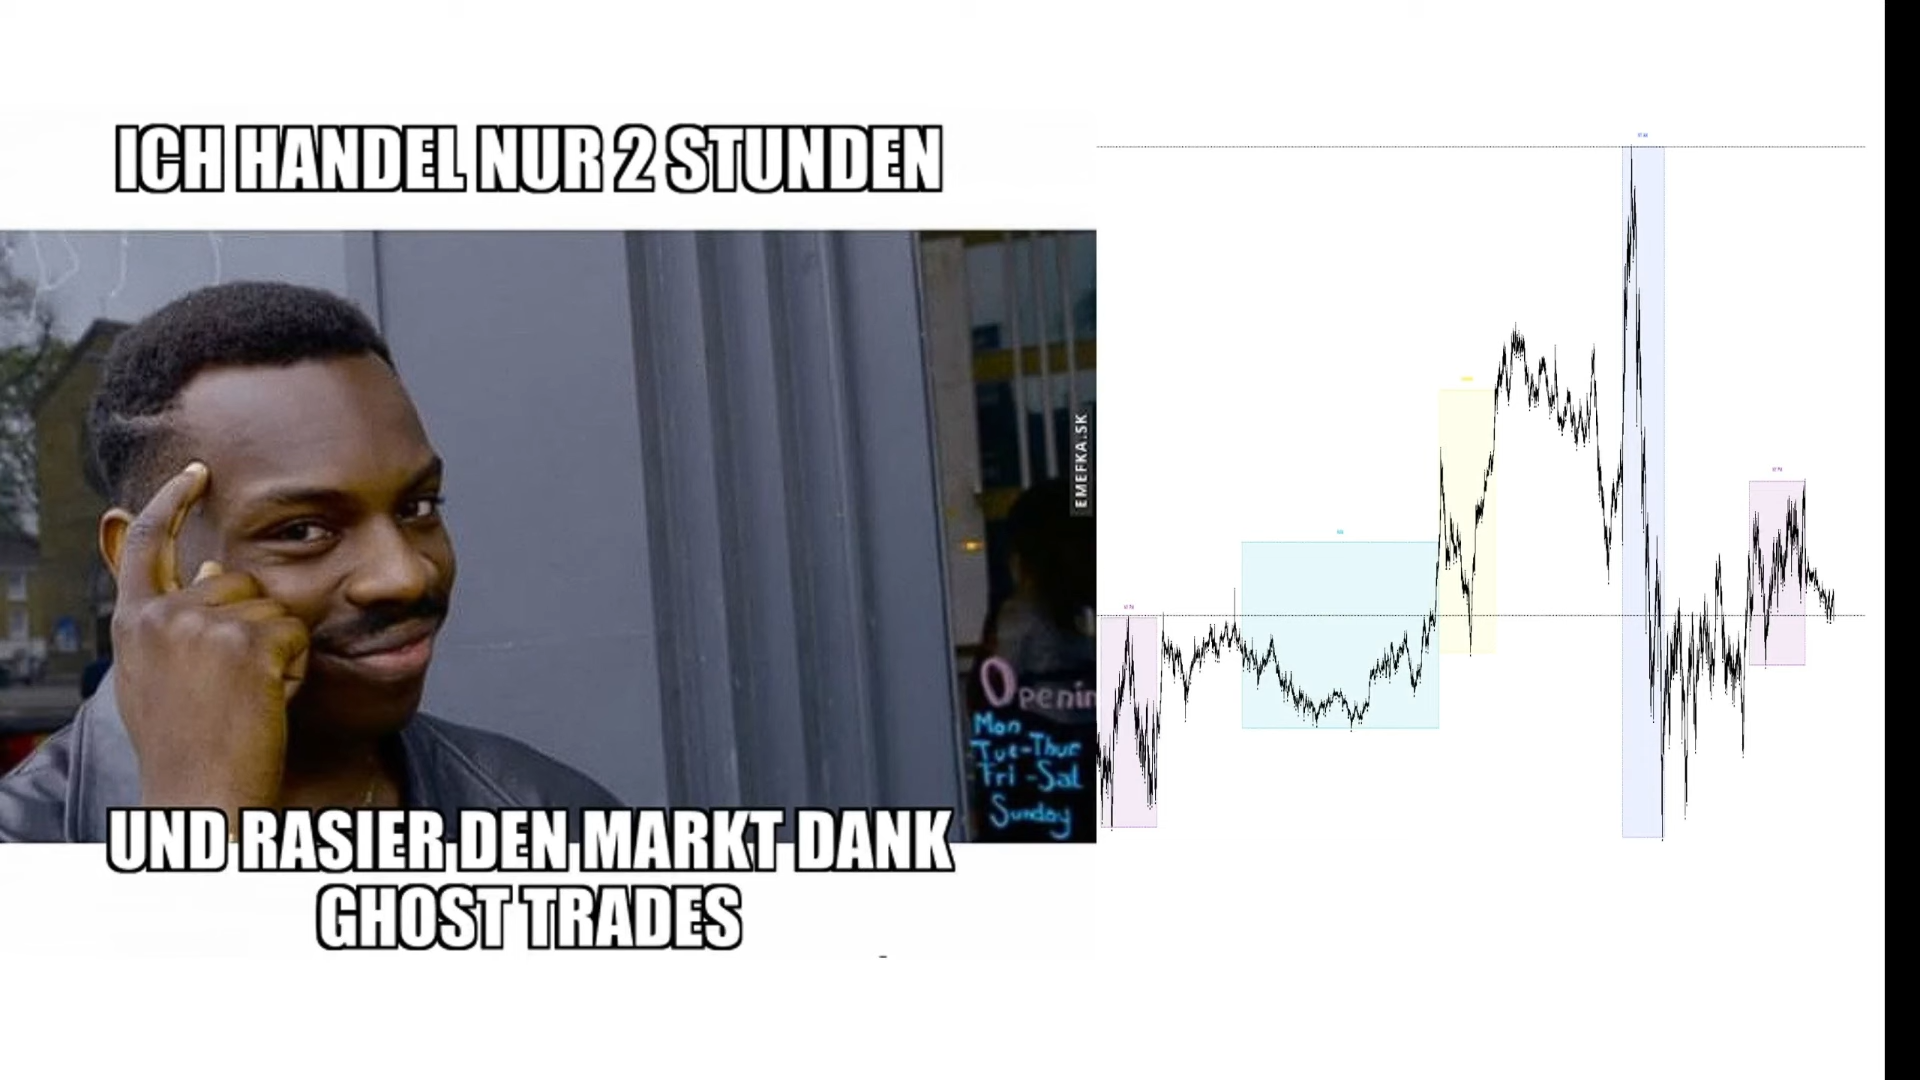 ICH HANDEL NUR 2 STUNDEN
EMEFKA.SK
Opening
Mon
Tue-Thur
Fri -Sat
Sunday
UND RASIER DEN MARKT DANK
GHOST TRADES